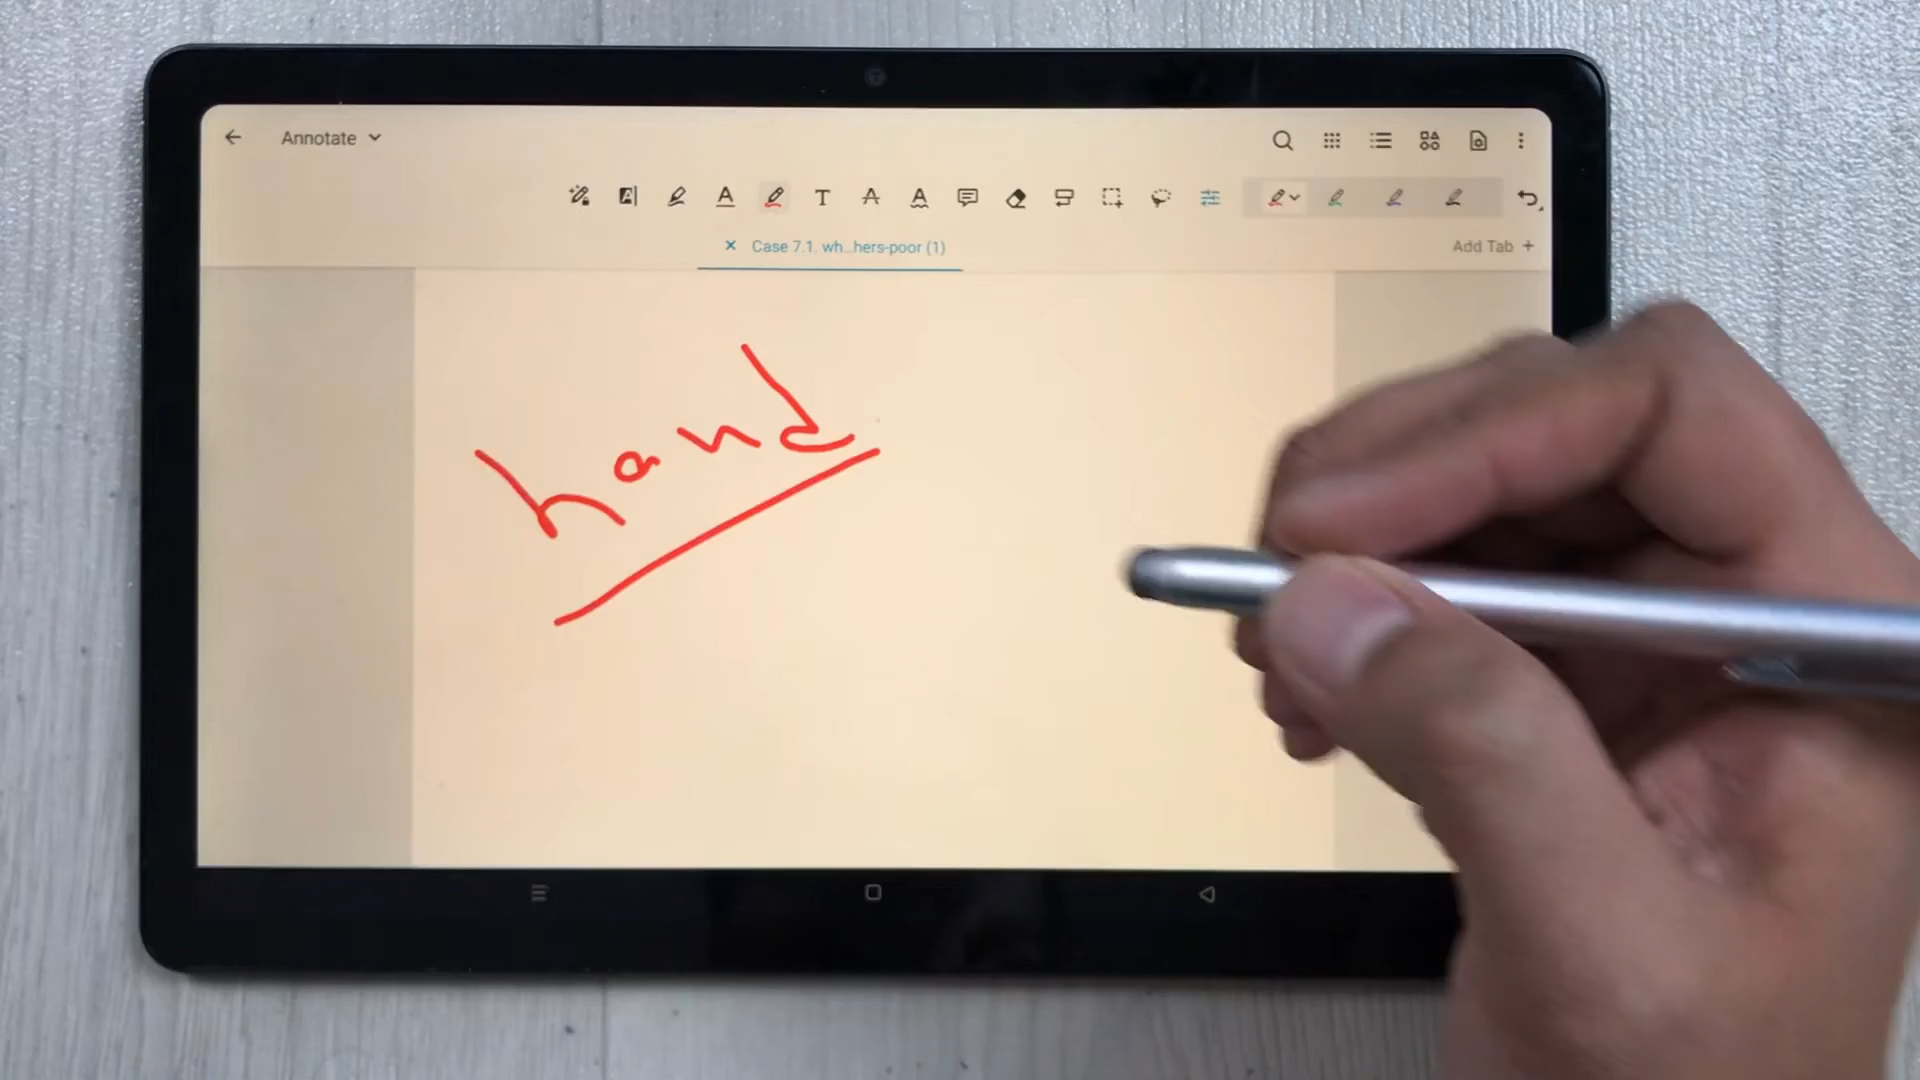 Annotate
Case 7.1. wh...hers-poor (1)
Add Tab +
hand